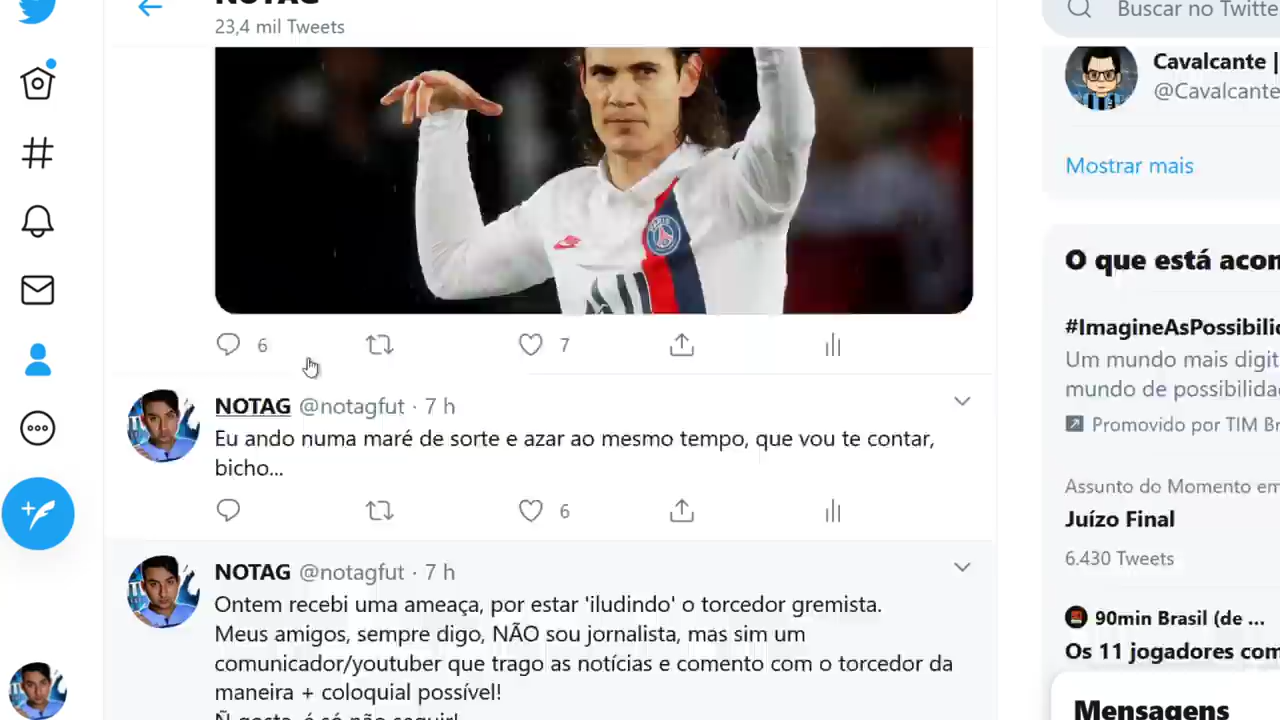 NOTAG
23,4 mil Tweets
Buscar no Twitte
Cavalcante |
@Cavalcante
Mostrar mais
6
7
NOTAG @notagfut · 7 h
Eu ando numa maré de sorte e azar ao mesmo tempo, que vou te contar,
bicho...
6
NOTAG @notagfut · 7 h
Ontem recebi uma ameaça, por estar 'iludindo' o torcedor gremista.
Meus amigos, sempre digo, NÃO sou jornalista, mas sim um
comunicador/youtuber que trago as notícias e comento com o torcedor da
maneira + coloquial possível!
Ñ gosta, é só não seguir!
O que está acon
#ImagineAsPossibili
Um mundo mais digit
mundo de possibilida
Promovido por TIM Br
Assunto do Momento em
Juízo Final
6.430 Tweets
90min Brasil (de ...
Os 11 jogadores com
Mensagens